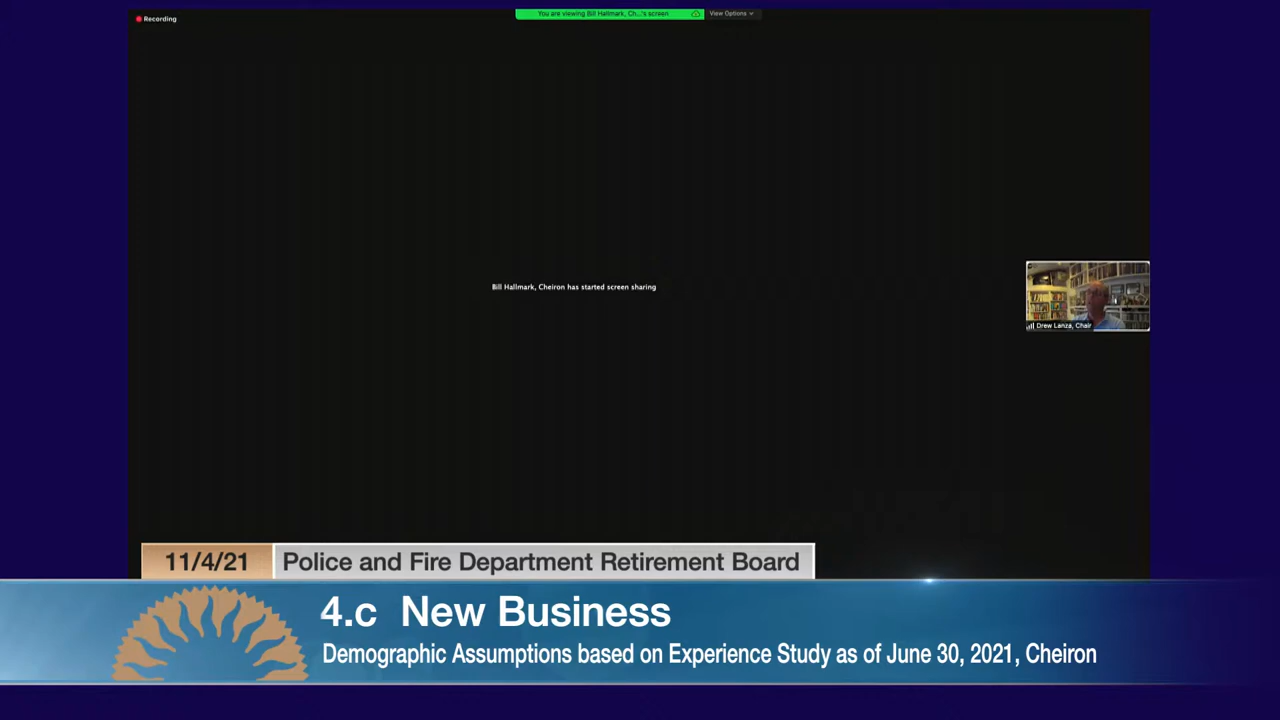 Recording
You are viewing Bill Hallmark, Ch...'s screen
View Options
Bill Hallmark, Cheiron has started screen sharing
Drew Lanza, Chair
11/4/21
Police and Fire Department Retirement Board
4.c New Business
Demographic Assumptions based on Experience Study as of June 30, 2021, Cheiron